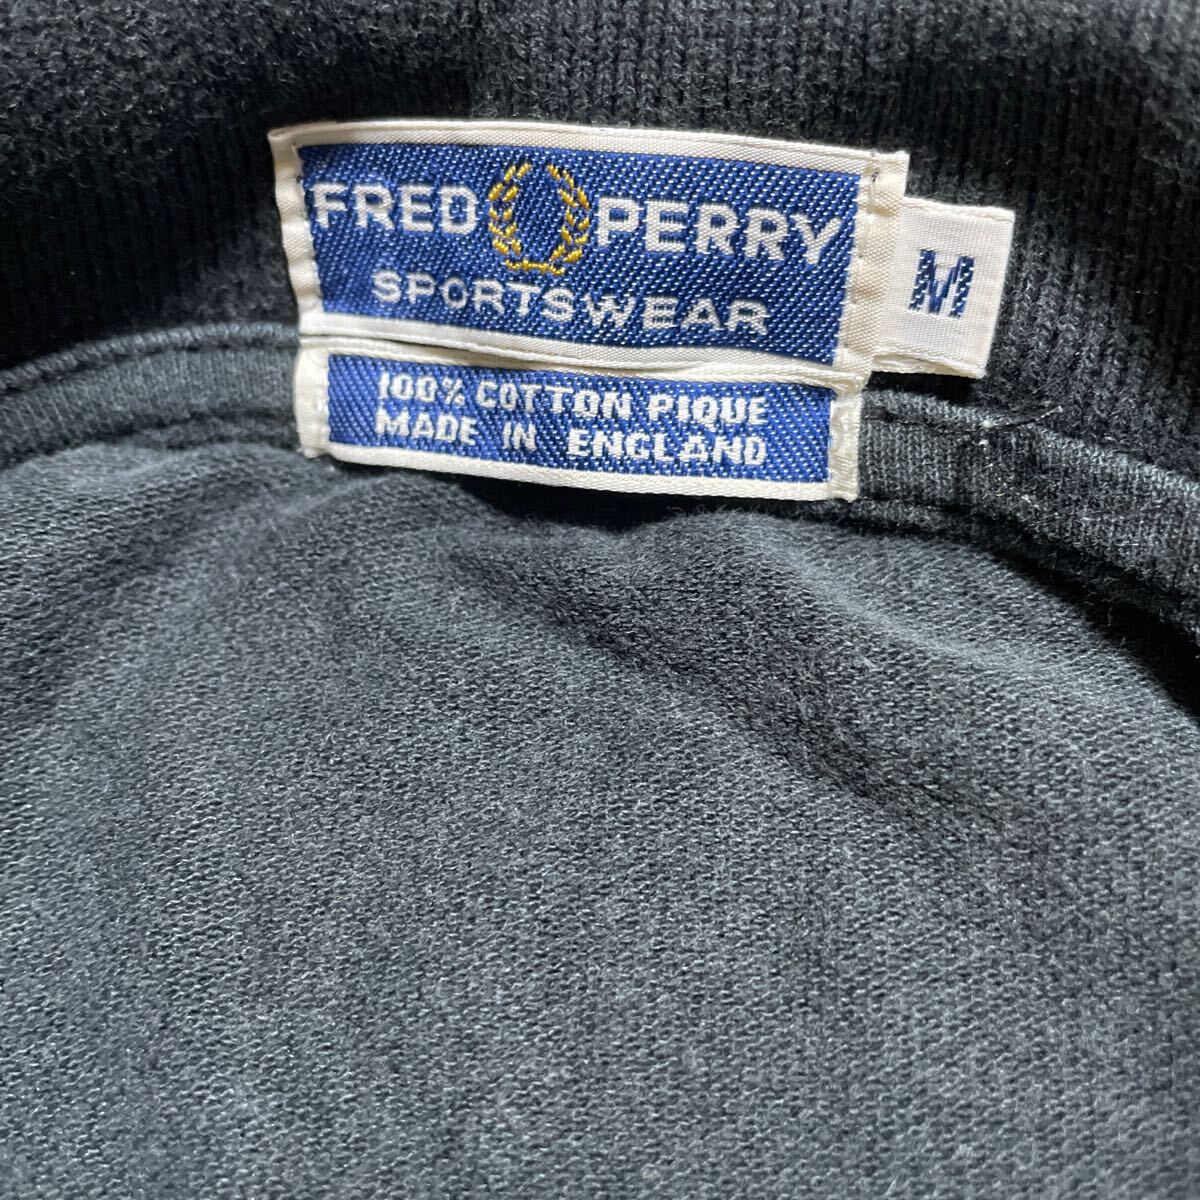 FRED PERRY
SPORTSWEAR
M
100% COTTON PIQUE
MADE IN ENGLAND